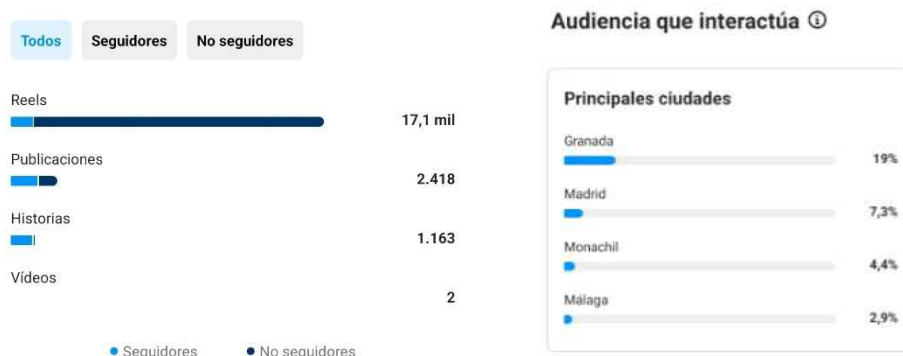 Todos Seguidores No seguidores
Reels
17,1 mil
Publicaciones
2.418
Historias
1.163
Vídeos
2
Seguidores No seguidores
Audiencia que interactúa
Principales ciudades
Granada
19%
Madrid
7,3%
Monachil
4,4%
Málaga
2,9%